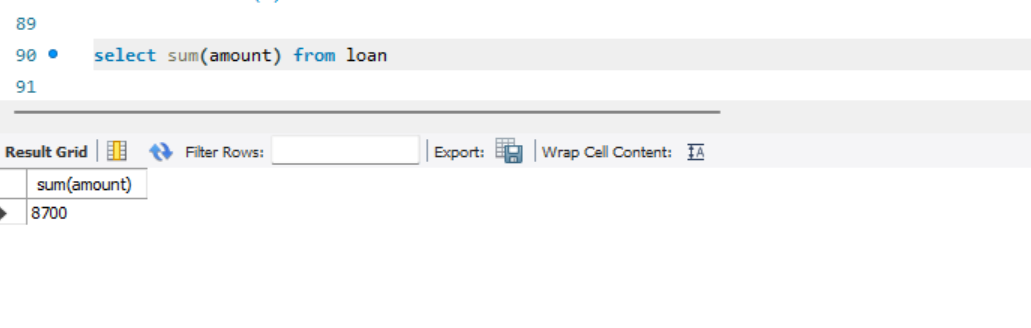 89
90 select sum(amount) from loan
91
Result Grid Filter Rows: Export: Wrap Cell Content: IA
sum(amount)
8700